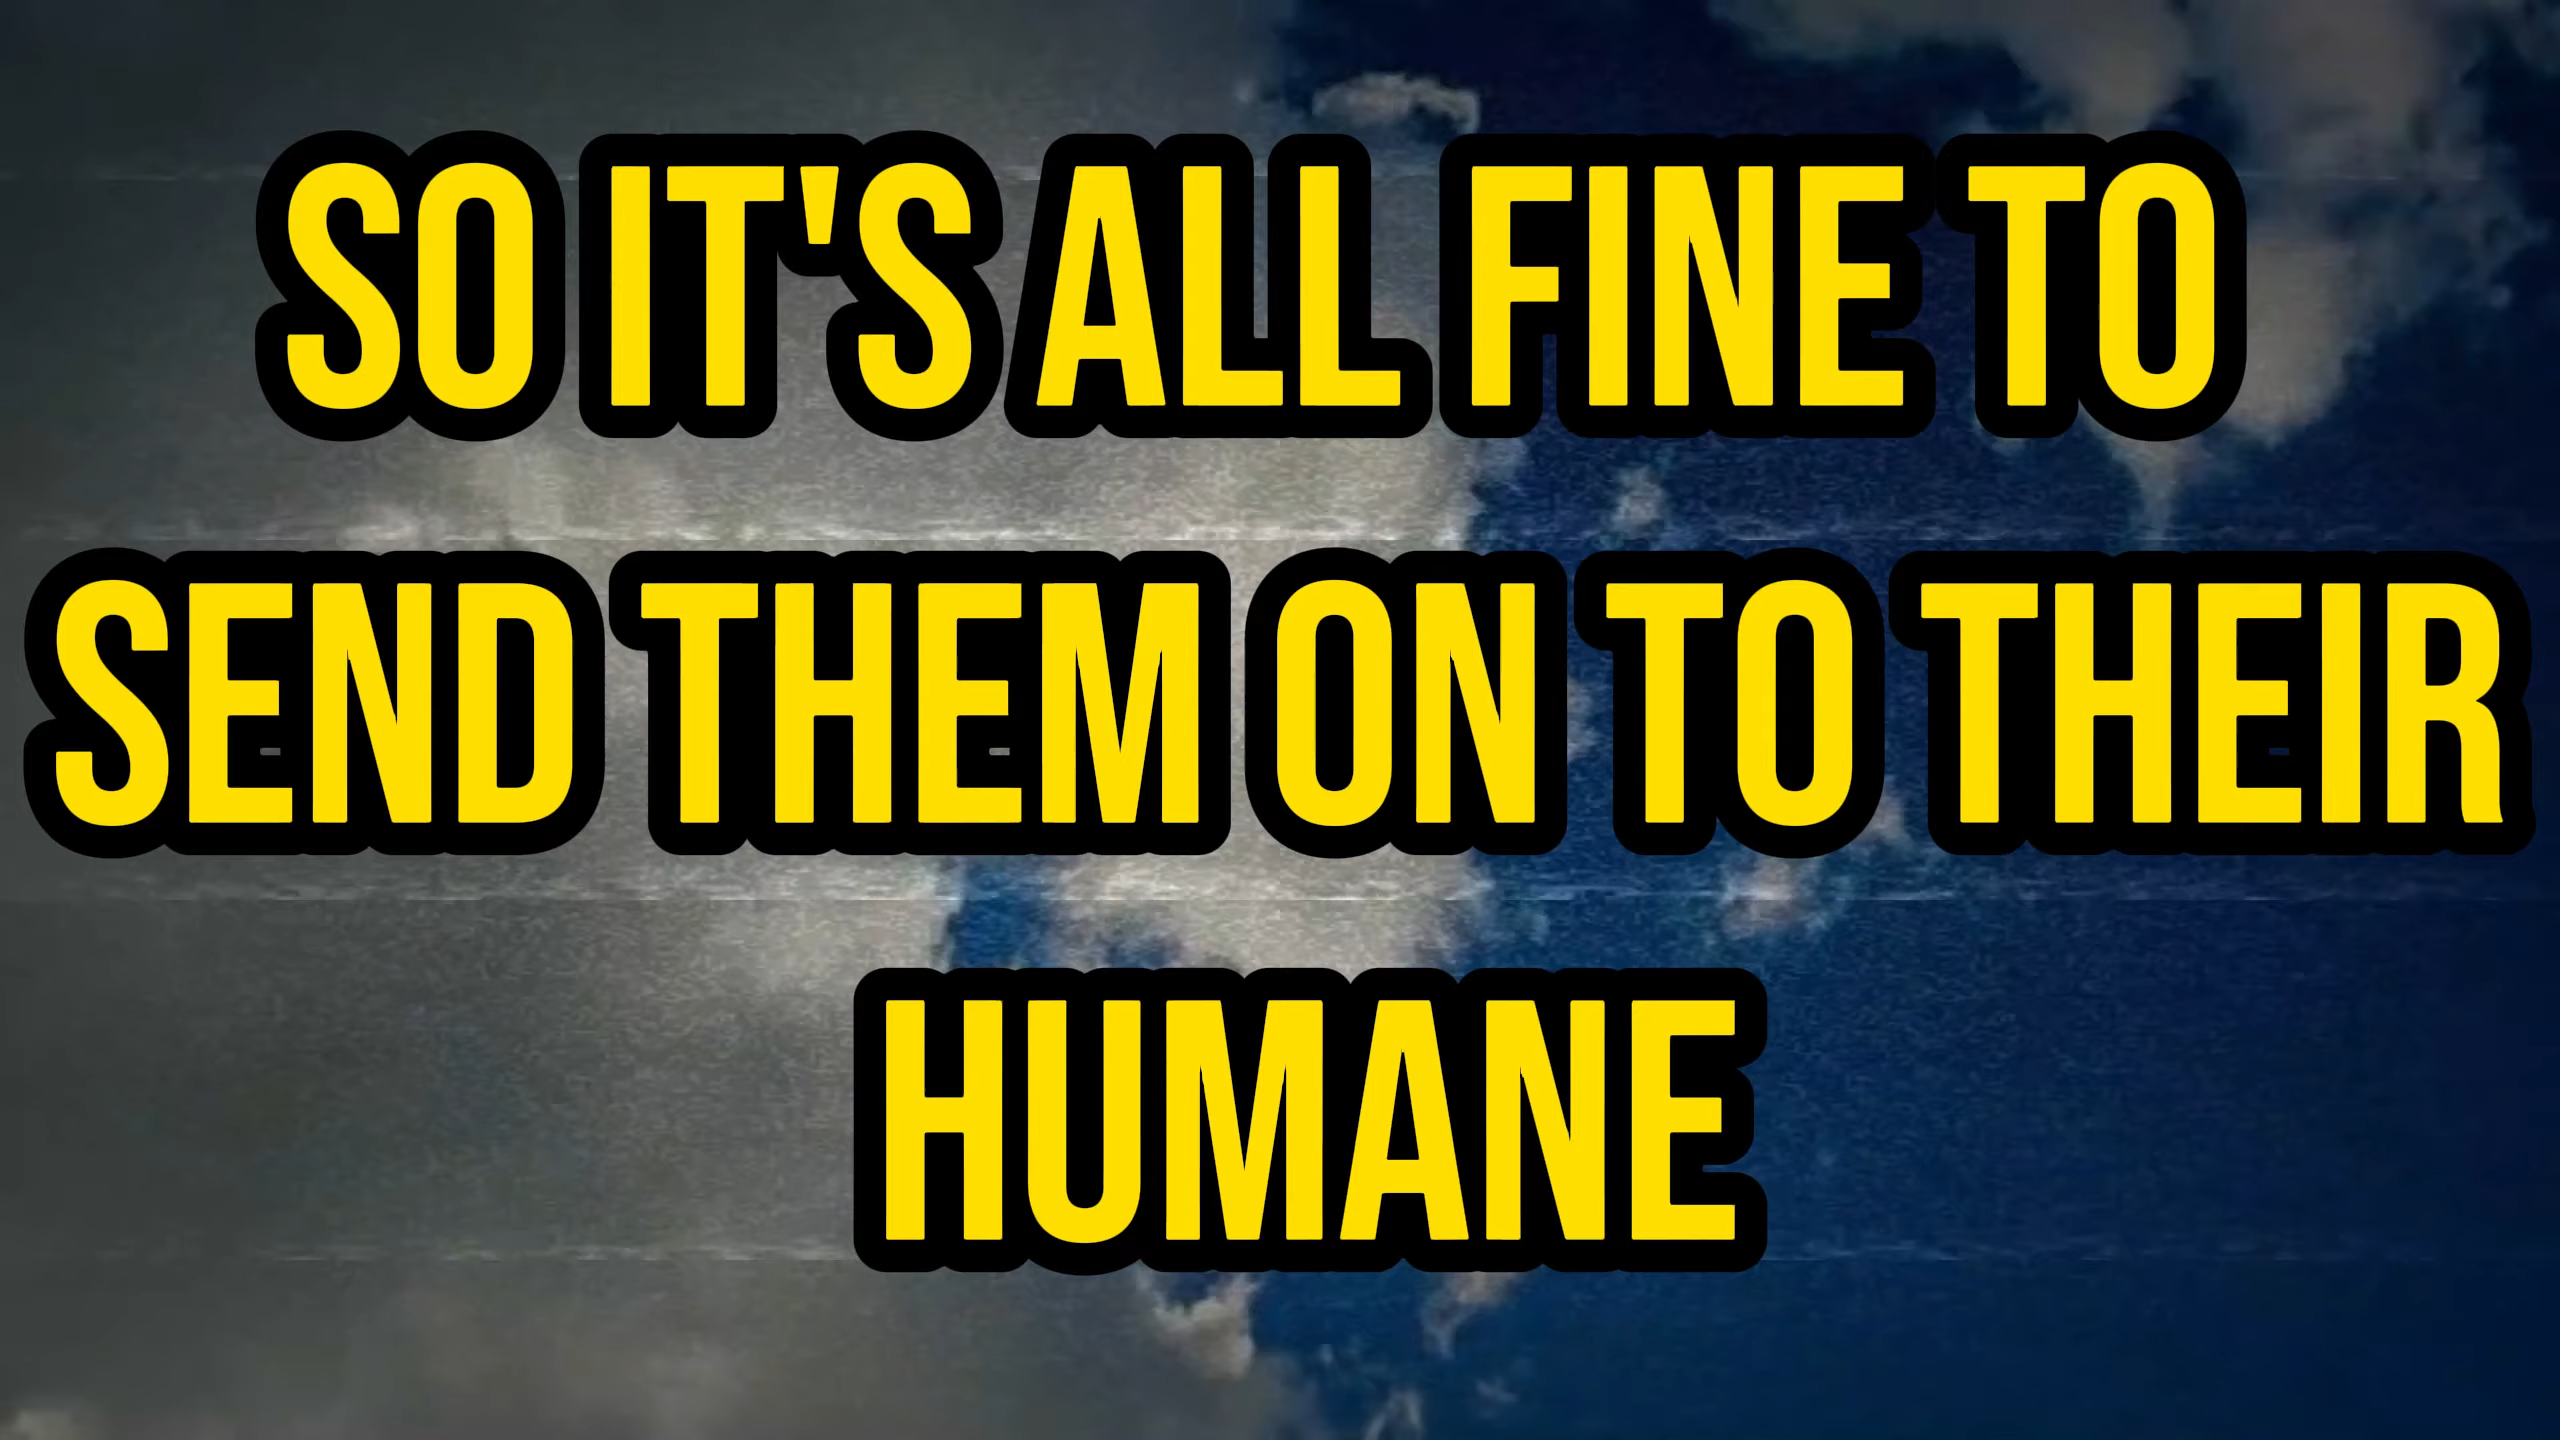 SO IT'S ALL FINE TO
SEND THEM ON TO THEIR
HUMANE